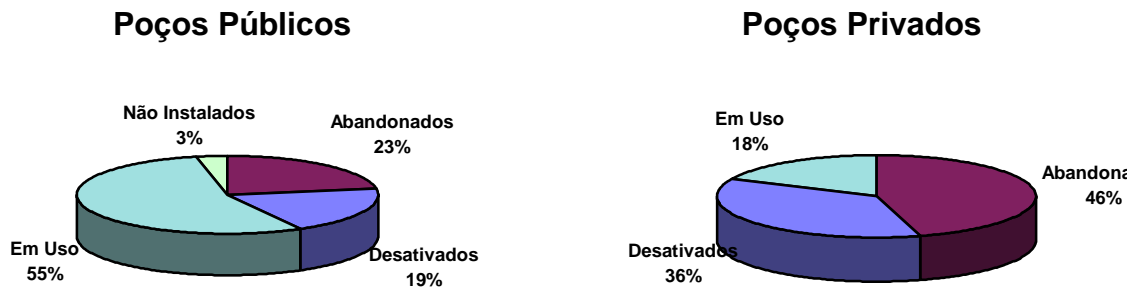 Poços Públicos
Não Instalados
3%
Abandonados
23%
Em Uso
55%
Desativados
19%
Poços Privados
Em Uso
18%
Abandona
46%
Desativados
36%